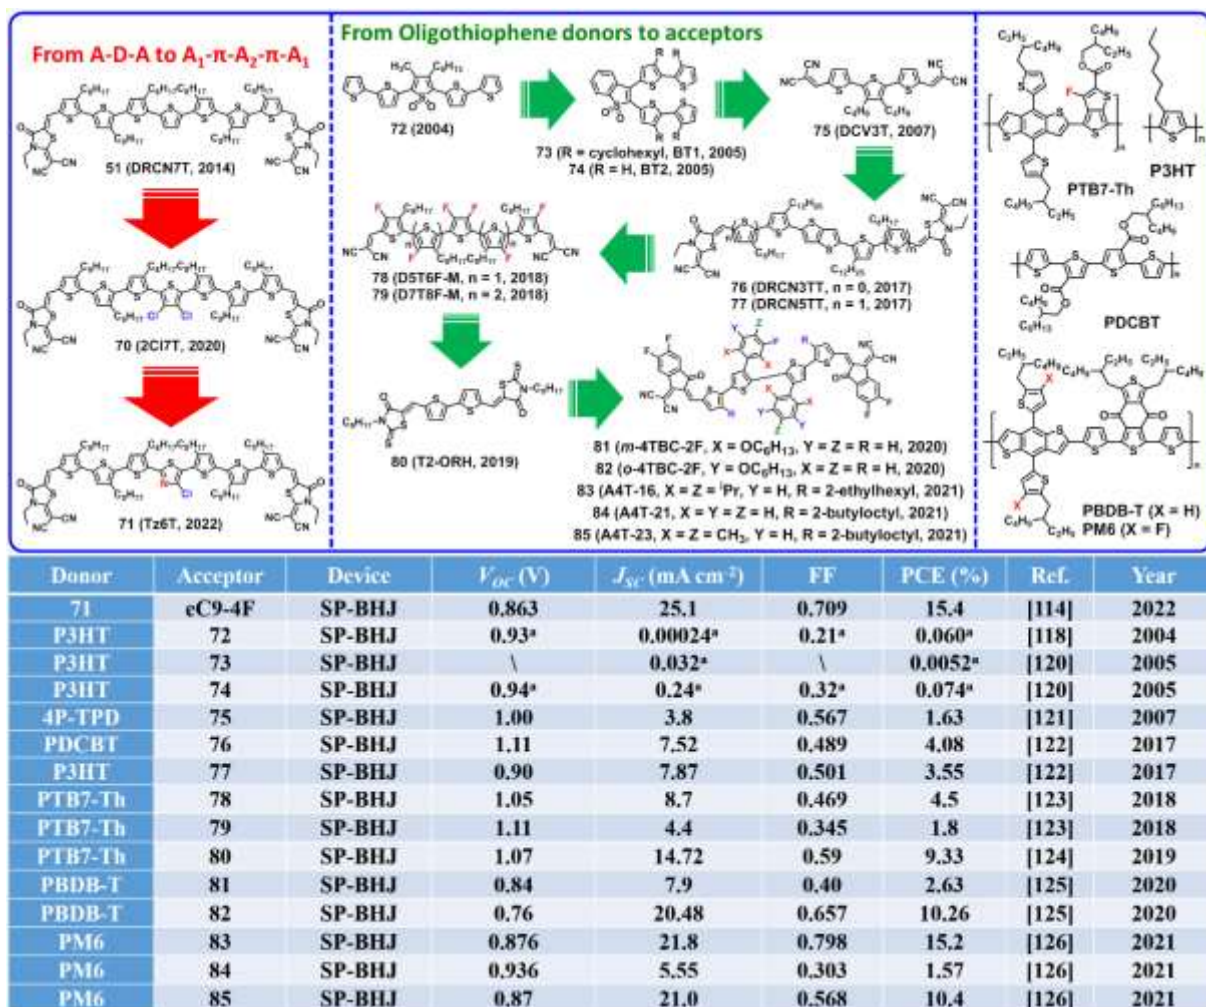 From A-D-A to A₁-π-A₂-π-A₁
51 (DRCN7T, 2014)
70 (2Cl7T, 2020)
71 (Tz6T, 2022)
From Oligothiophene donors to acceptors
72 (2004)
73 (R = cyclohexyl, BT1, 2005)
74 (R = H, BT2, 2005)
75 (DCV3T, 2007)
76 (DRCN3TT, n = 0, 2017)
77 (DRCN5TT, n = 1, 2017)
78 (D5T6F-M, n = 1, 2018)
79 (D7T8F-M, n = 2, 2018)
80 (T2-ORH, 2019)
81 (m-4TBC-2F, X = OC₆H₁₃, Y = Z = R = H, 2020)
82 (o-4TBC-2F, Y = OC₆H₁₃, X = Z = R = H, 2020)
83 (A4T-16, X = Z = ⁱPr, Y = H, R = 2-ethylhexyl, 2021)
84 (A4T-21, X = Y = Z = H, R = 2-butyloctyl, 2021)
85 (A4T-23, X = Z = CH₃, Y = H, R = 2-butyloctyl, 2021)
PTB7-Th
P3HT
PDCBT
PBDB-T (X = H)
PM6 (X = F)
Donor Acceptor Device V_OC (V) J_SC (mA cm⁻²) FF PCE (%) Ref. Year
71 eC9-4F SP-BHJ 0.863 25.1 0.709 15.4 [114] 2022
P3HT 72 SP-BHJ 0.93ᵃ 0.00024ᵃ 0.21ᵃ 0.060ᵃ [118] 2004
P3HT 73 SP-BHJ \ 0.032ᵃ \ 0.0052ᵃ [120] 2005
P3HT 74 SP-BHJ 0.94ᵃ 0.24ᵃ 0.32ᵃ 0.074ᵃ [120] 2005
4P-TPD 75 SP-BHJ 1.00 3.8 0.567 1.63 [121] 2007
PDCBT 76 SP-BHJ 1.11 7.52 0.489 4.08 [122] 2017
P3HT 77 SP-BHJ 0.90 7.87 0.501 3.55 [122] 2017
PTB7-Th 78 SP-BHJ 1.05 8.7 0.469 4.5 [123] 2018
PTB7-Th 79 SP-BHJ 1.11 4.4 0.345 1.8 [123] 2018
PTB7-Th 80 SP-BHJ 1.07 14.72 0.59 9.33 [124] 2019
PBDB-T 81 SP-BHJ 0.84 7.9 0.40 2.63 [125] 2020
PBDB-T 82 SP-BHJ 0.76 20.48 0.657 10.26 [125] 2020
PM6 83 SP-BHJ 0.876 21.8 0.798 15.2 [126] 2021
PM6 84 SP-BHJ 0.936 5.55 0.303 1.57 [126] 2021
PM6 85 SP-BHJ 0.87 21.0 0.568 10.4 [126] 2021